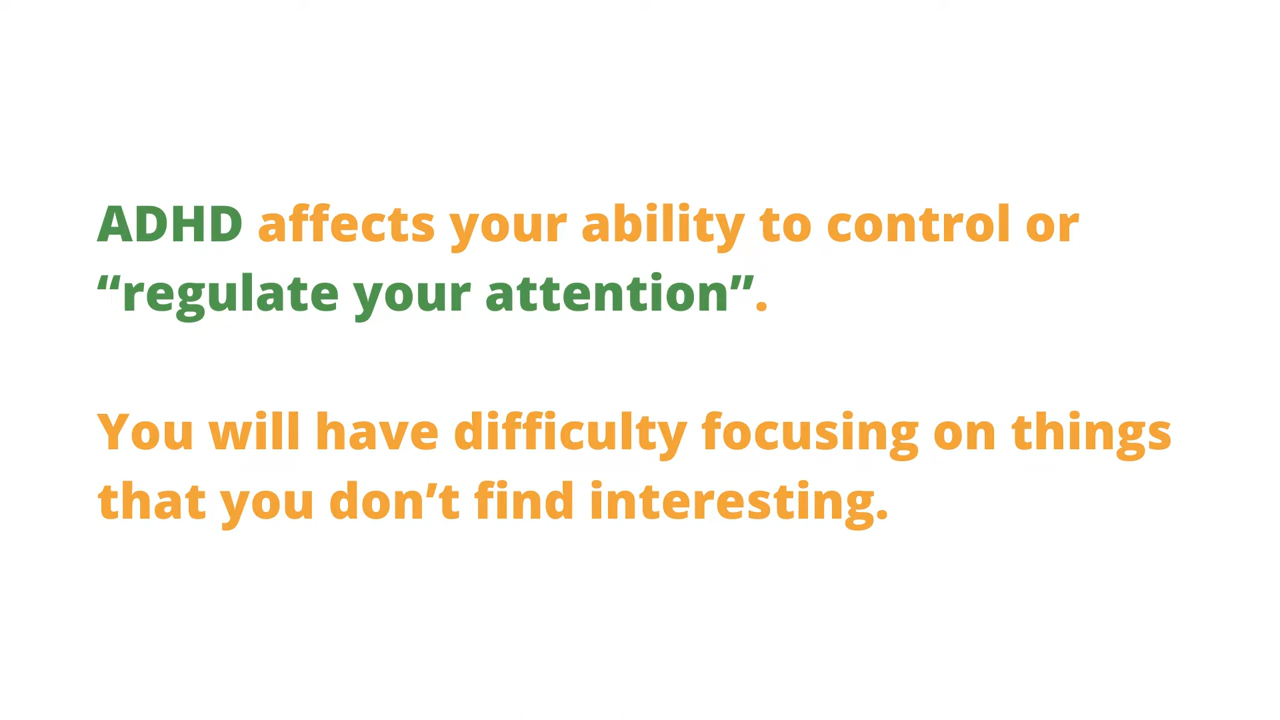 ADHD affects your ability to control or
“regulate your attention”.
You will have difficulty focusing on things
that you don’t find interesting.